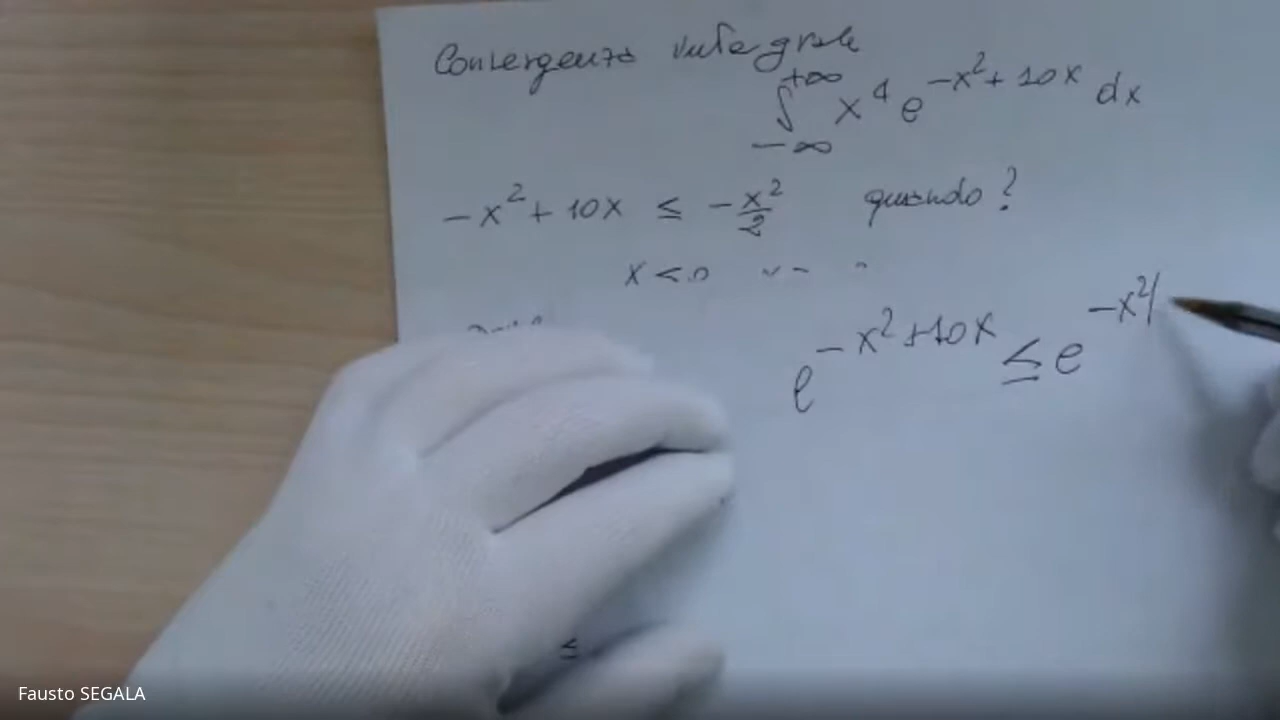 Convergenza integrale
∫_{-∞}^{+∞} x^4 e^{-x^2+10x} dx
-x^2+10x ≤ -x^2/2 quando?
x<0
e^{-x^2+10x} ≤ e^{-x^2/
≤
Fausto SEGALA